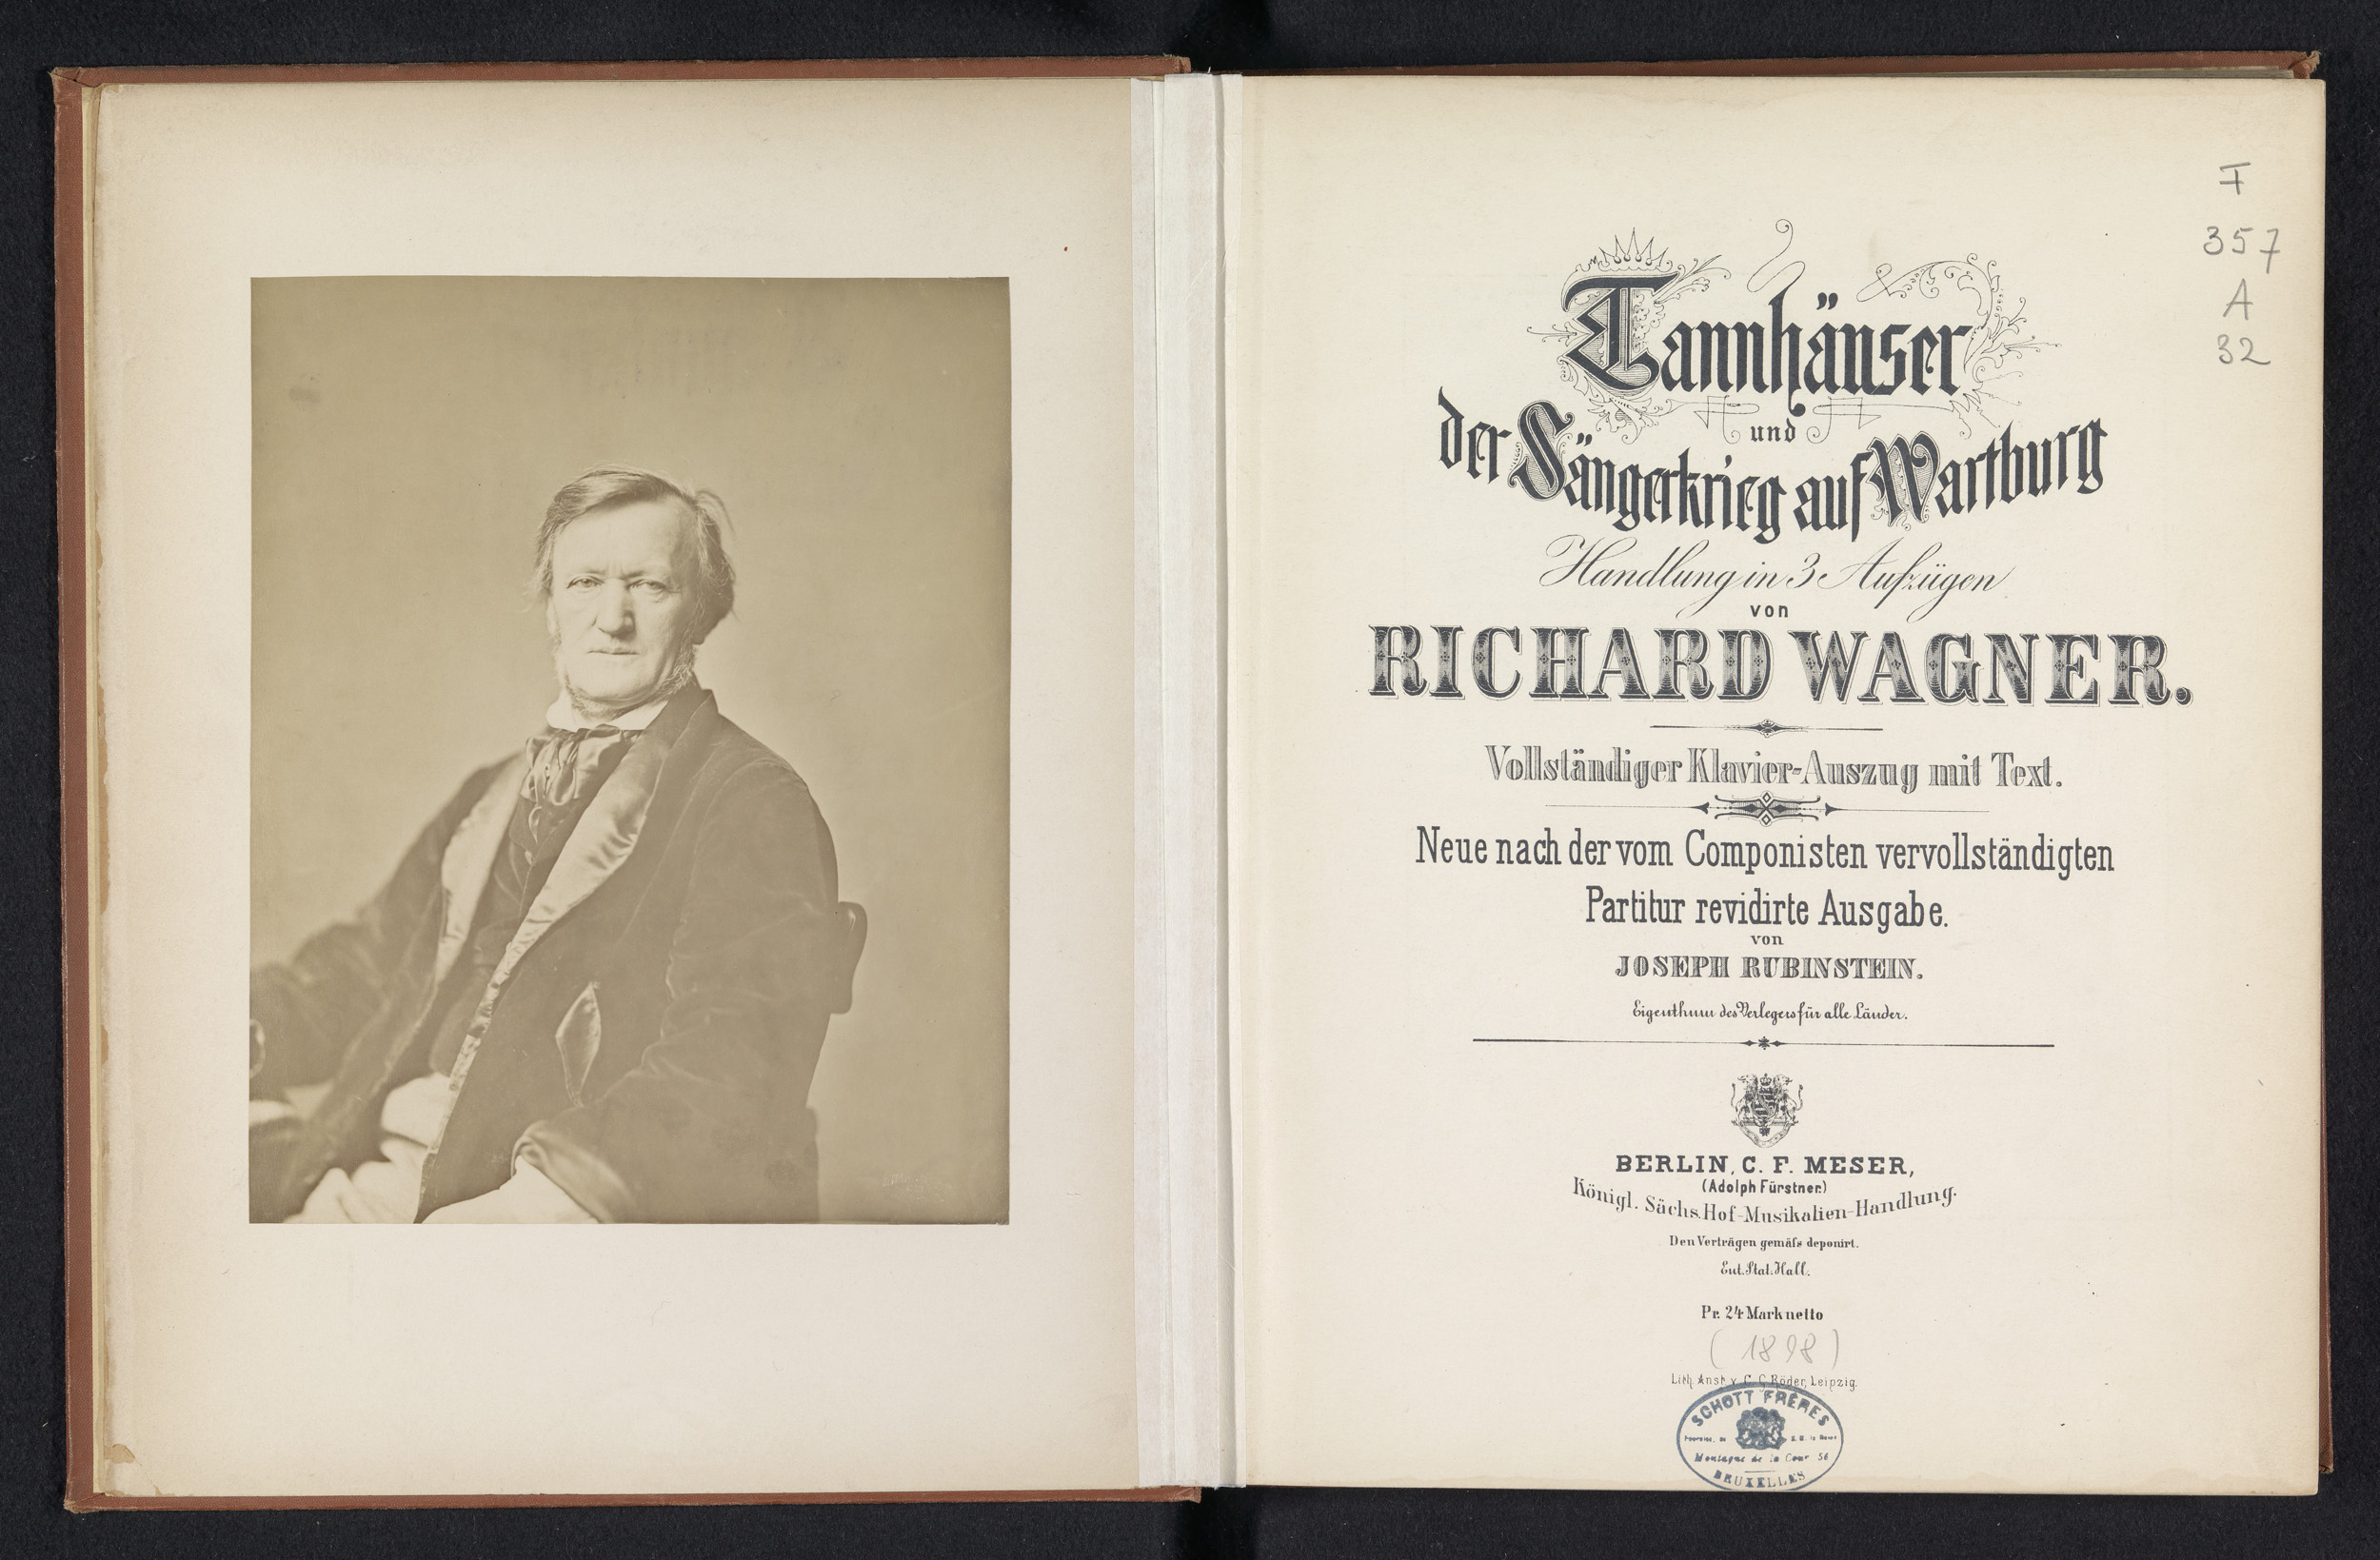 I
357
A
32
Tannhäuser
und
der Sängerkrieg auf Wartburg
Handlung in 3 Aufzügen
von
RICHARD WAGNER.
Vollständiger Klavier-Auszug mit Text.
Neue nach der vom Componisten vervollständigten
Partitur revidirte Ausgabe.
von
JOSEPH RUBINSTEIN.
Eigenthum des Verlegers für alle Länder.
BERLIN, C. F. MESER,
(Adolph Fürstner.)
Königl. Sächs. Hof-Musikalien-Handlung.
Den Verträgen gemäſs deponirt.
Ent. Stat. Hall.
Pr. 24 Mark netto
(1898)
Lith. Anst. v. C. G. Röder, Leipzig.
SCHOTT FRÈRES
Montagne de la Cour 56
BRUXELLES